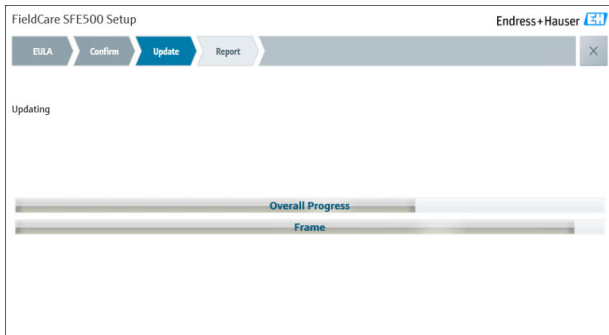 FieldCare SFE500 Setup
Endress+Hauser EH
EULA Confirm Update Report
Updating
Overall Progress
Frame